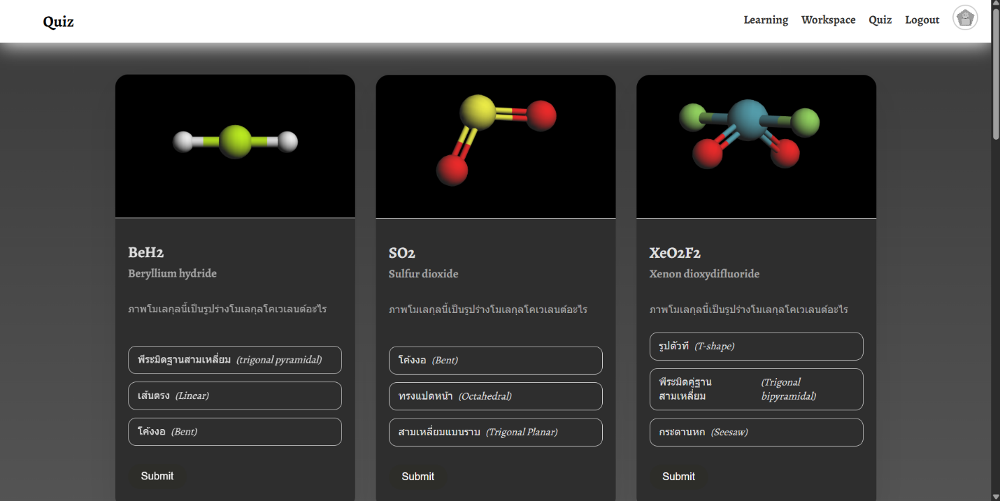 Quiz
Learning Workspace Quiz Logout
BeH2
Beryllium hydride
ภาพโมเลกุลนี้เป็นรูปร่างโมเลกุลโคเวเลนต์อะไร
พีระมิดฐานสามเหลี่ยม (trigonal pyramidal)
เส้นตรง (Linear)
โค้งงอ (Bent)
Submit
SO2
Sulfur dioxide
ภาพโมเลกุลนี้เป็นรูปร่างโมเลกุลโคเวเลนต์อะไร
โค้งงอ (Bent)
ทรงแปดหน้า (Octahedral)
สามเหลี่ยมแบนราบ (Trigonal Planar)
Submit
XeO2F2
Xenon dioxydifluoride
ภาพโมเลกุลนี้เป็นรูปร่างโมเลกุลโคเวเลนต์อะไร
รูปตัวที (T-shape)
พีระมิดคู่ฐาน (Trigonal
สามเหลี่ยม bipyramidal)
กระดานหก (Seesaw)
Submit